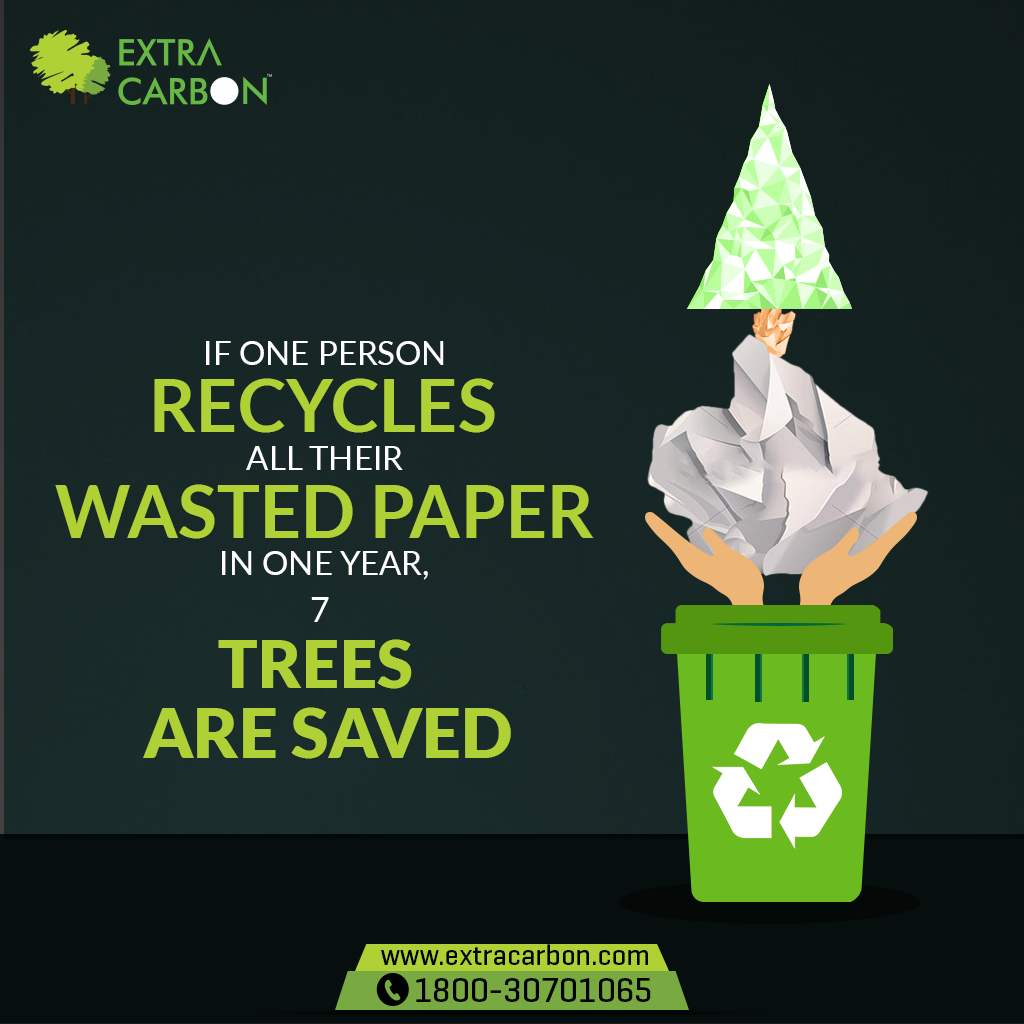 EXTRA
CARBON™
IF ONE PERSON
RECYCLES
ALL THEIR
WASTED PAPER
IN ONE YEAR,
7
TREES
ARE SAVED
www.extracarbon.com
1800-30701065